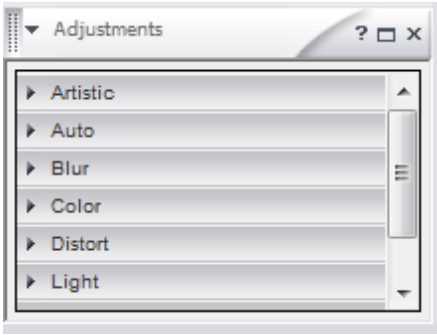 Adjustments ?
Artistic
Auto
Blur
Color
Distort
Light